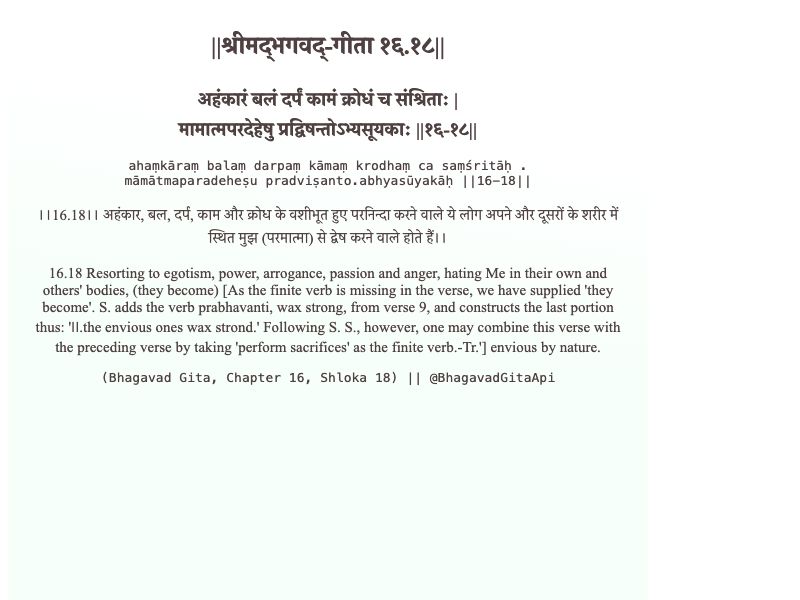 ||श्रीमद्‍भगवद्-गीता १६.१८||
अहंकारं बलं दर्पं कामं क्रोधं च संश्रिताः |
मामात्मपरदेहेषु प्रद्विषन्तोऽभ्यसूयकाः ||१६-१८||
ahaṃkāraṃ balaṃ darpaṃ kāmaṃ krodhaṃ ca saṃśritāḥ .
māmātmaparadeheṣu pradviṣanto.abhyasūyakāḥ ||16-18||
।।16.18।। अहंकार, बल, दर्प, काम और क्रोध के वशीभूत हुए परनिन्दा करने वाले ये लोग अपने और दूसरों के शरीर में
स्थित मुझ (परमात्मा) से द्वेष करने वाले होते हैं।।
16.18 Resorting to egotism, power, arrogance, passion and anger, hating Me in their own and
others' bodies, (they become) [As the finite verb is missing in the verse, we have supplied 'they
become'. S. adds the verb prabhavanti, wax strong, from verse 9, and constructs the last portion
thus: '।।.the envious ones wax strond.' Following S. S., however, one may combine this verse with
the preceding verse by taking 'perform sacrifices' as the finite verb.-Tr.'] envious by nature.
(Bhagavad Gita, Chapter 16, Shloka 18) || @BhagavadGitaApi